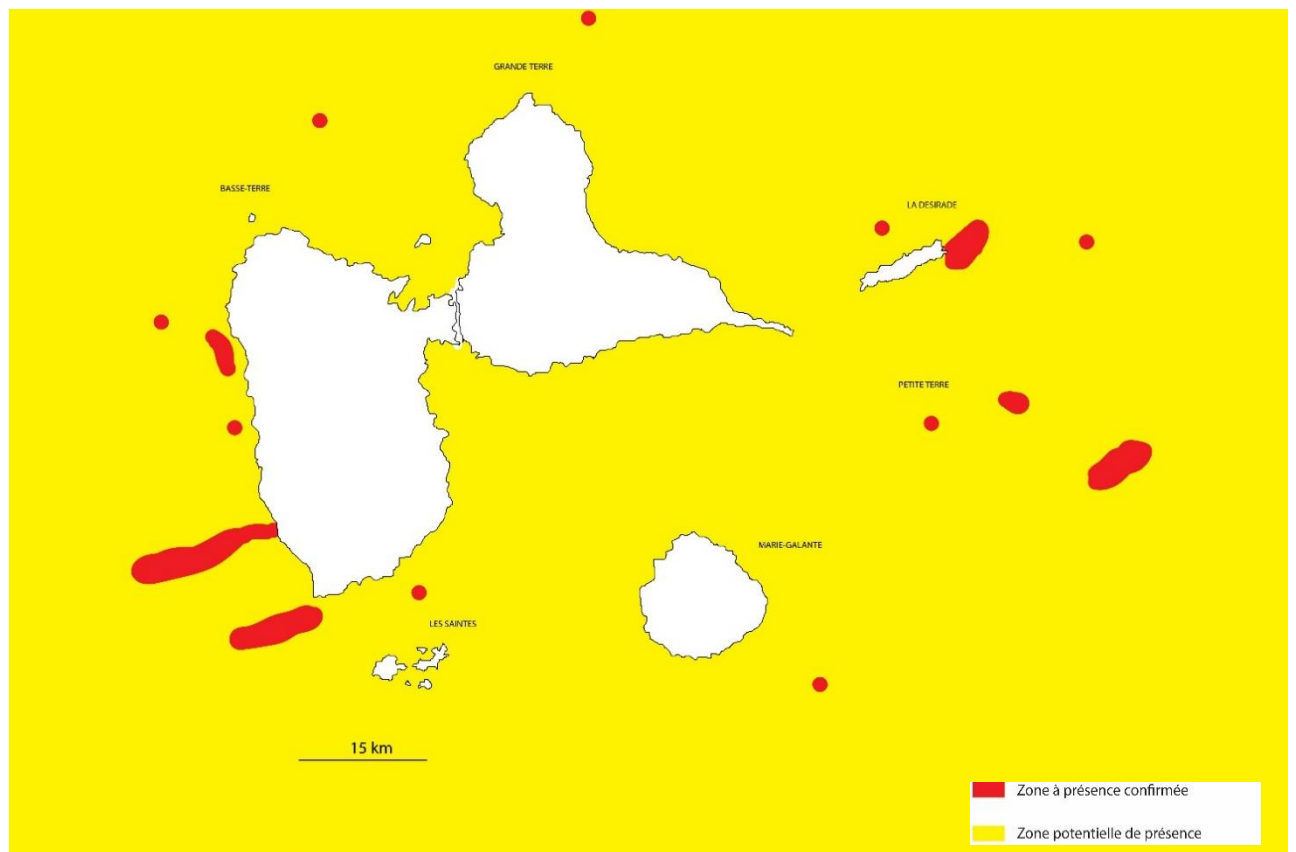 GRANDE TERRE
BASSE-TERRE
LA DESIRADE
PETITE TERRE
MARIE-GALANTE
LES SAINTES
15 km
Zone à présence confirmée
Zone potentielle de présence